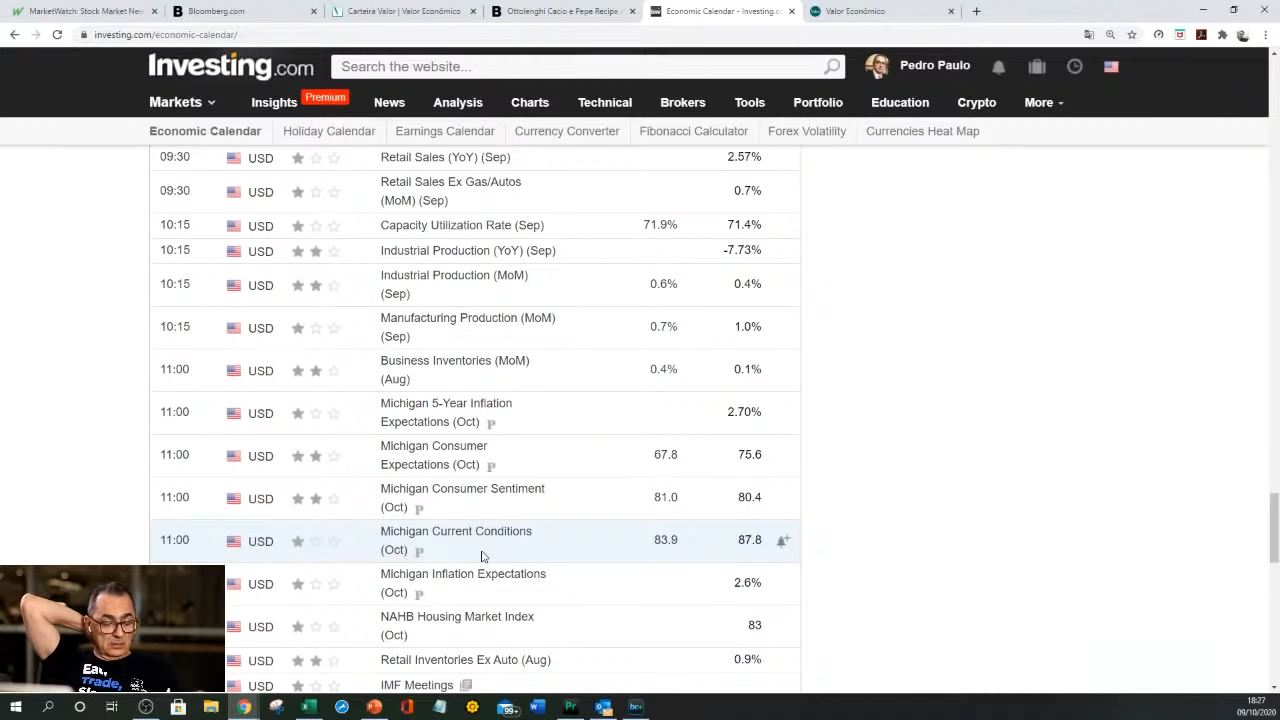 MarketWatch: Stock Market New
Bloomberg.com
Carteira Valor | Valor Econômico
Ottolenghi Cacio e Pepe Recipe -
Economic Calendar - Investing.co
Valor Econômico
investing.com/economic-calendar/
Investing.com
Search the website...
Pedro Paulo
Markets
Insights
Premium
News
Analysis
Charts
Technical
Brokers
Tools
Portfolio
Education
Crypto
More
Economic Calendar
Holiday Calendar
Earnings Calendar
Currency Converter
Fibonacci Calculator
Forex Volatility
Currencies Heat Map
09:30 USD Retail Sales (YoY) (Sep) 2.57%
09:30 USD Retail Sales Ex Gas/Autos 0.7%
(MoM) (Sep)
10:15 USD Capacity Utilization Rate (Sep) 71.9% 71.4%
10:15 USD Industrial Production (YoY) (Sep) -7.73%
10:15 USD Industrial Production (MoM) 0.6% 0.4%
(Sep)
10:15 USD Manufacturing Production (MoM) 0.7% 1.0%
(Sep)
11:00 USD Business Inventories (MoM) 0.4% 0.1%
(Aug)
11:00 USD Michigan 5-Year Inflation 2.70%
Expectations (Oct) P
11:00 USD Michigan Consumer 67.8 75.6
Expectations (Oct) P
11:00 USD Michigan Consumer Sentiment 81.0 80.4
(Oct) P
11:00 USD Michigan Current Conditions 83.9 87.8
(Oct) P
USD Michigan Inflation Expectations 2.6%
(Oct) P
USD NAHB Housing Market Index 83
(Oct)
USD Retail Inventories Ex Auto (Aug) 0.9%
USD IMF Meetings
Trade,
99+
18:27
09/10/2020